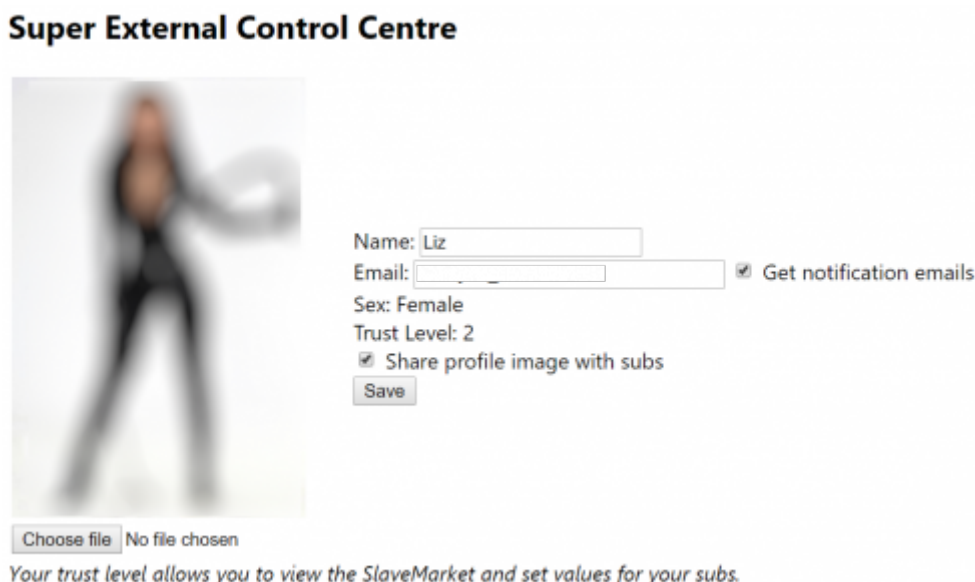 Super External Control Centre
Name: Liz
Email:
Get notification emails
Sex: Female
Trust Level: 2
Share profile image with subs
Save
Choose file No file chosen
Your trust level allows you to view the SlaveMarket and set values for your subs.